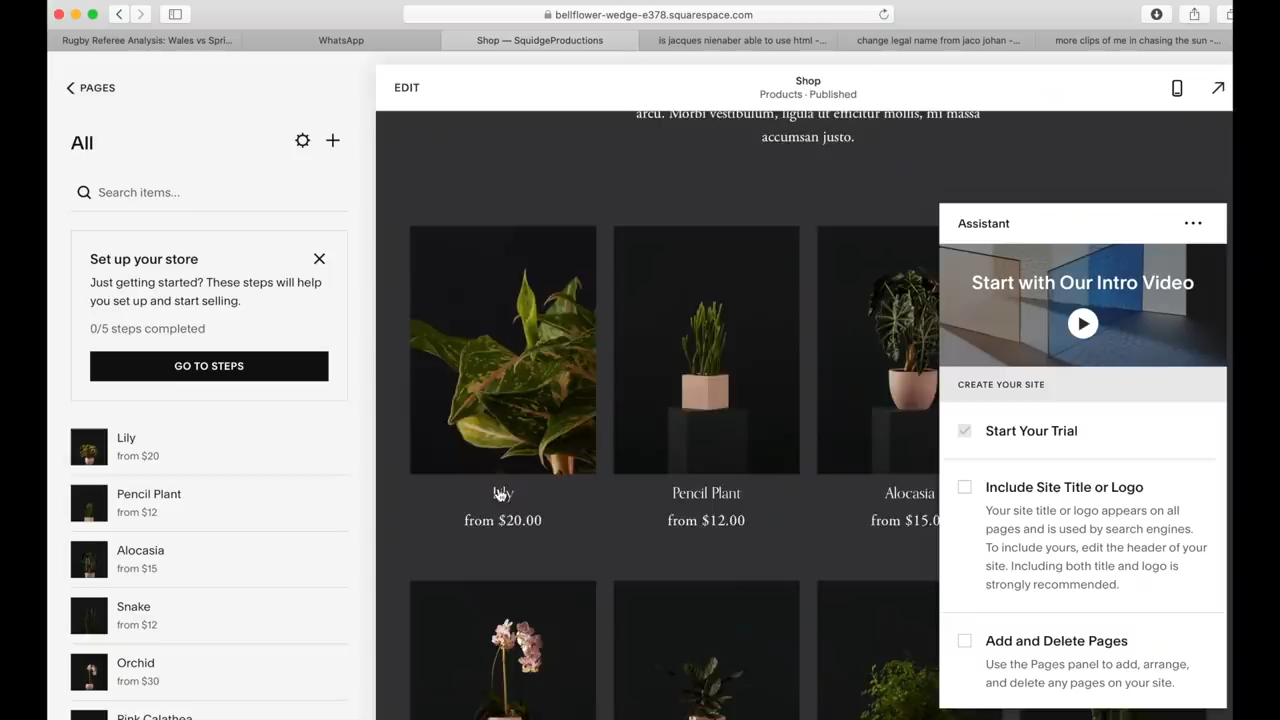 bellflower-wedge-e378.squarespace.com
Rugby Referee Analysis: Wales vs Spri...
WhatsApp
Shop — SquidgeProductions
is jacques nienaber able to use html -...
change legal name from jaco johan -...
more clips of me in chasing the sun -...
PAGES
EDIT
Shop
Products · Published
arcu. Morbi vestibulum, ligula ut efficitur mollis, mi massa
accumsan justo.
All
Search items...
Set up your store
Just getting started? These steps will help
you set up and start selling.
0/5 steps completed
GO TO STEPS
Lily
from $20
Pencil Plant
from $12
Alocasia
from $15
Snake
from $12
Orchid
from $30
Pink Calathea
Lily
from $20.00
Pencil Plant
from $12.00
Alocasia
from $15.0
Assistant
Start with Our Intro Video
CREATE YOUR SITE
Start Your Trial
Include Site Title or Logo
Your site title or logo appears on all
pages and is used by search engines.
To include yours, edit the header of your
site. Including both title and logo is
strongly recommended.
Add and Delete Pages
Use the Pages panel to add, arrange,
and delete any pages on your site.